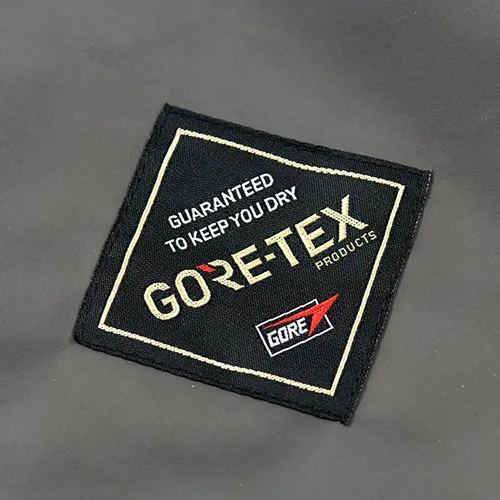 GUARANTEED
TO KEEP YOU DRY
GORE-TEX
PRODUCTS
GORE